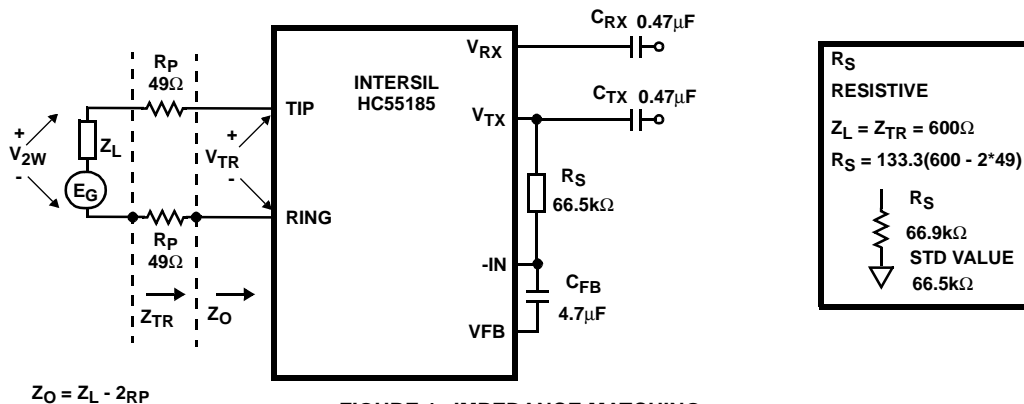 CRX 0.47μF
VRX
RP
49Ω
INTERSIL
HC55185
TIP
VTX
CTX 0.47μF
+
V2W
-
ZL
EG
+
VTR
-
RS
66.5kΩ
RING
RP
49Ω
-IN
CFB
4.7μF
VFB
ZTR
ZO
ZO = ZL - 2RP
RS
RESISTIVE
ZL = ZTR = 600Ω
RS = 133.3(600 - 2*49)
RS
66.9kΩ
STD VALUE
66.5kΩ